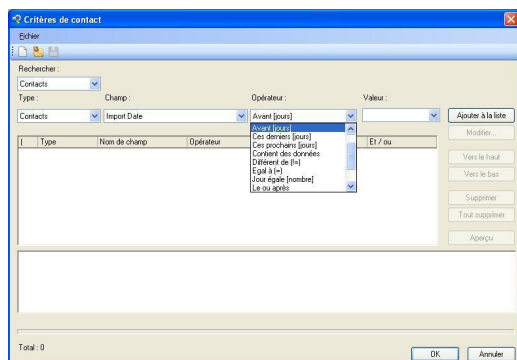 Critères de contact
Fichier
Rechercher :
Contacts
Type : Champ : Opérateur : Valeur :
Contacts Import Date Avant [jours] Ajouter à la liste
Avant [jours]
Ces derniers [jours]
Ces prochains [jours]
Contient des données
Différent de (!=)
Egal à (=)
Jour égale [nombre]
Le ou après
( Type Nom de champ Opérateur Et / ou
Modifier...
Vers le haut
Vers le bas
Supprimer
Tout supprimer
Aperçu
Total : 0
OK Annuler